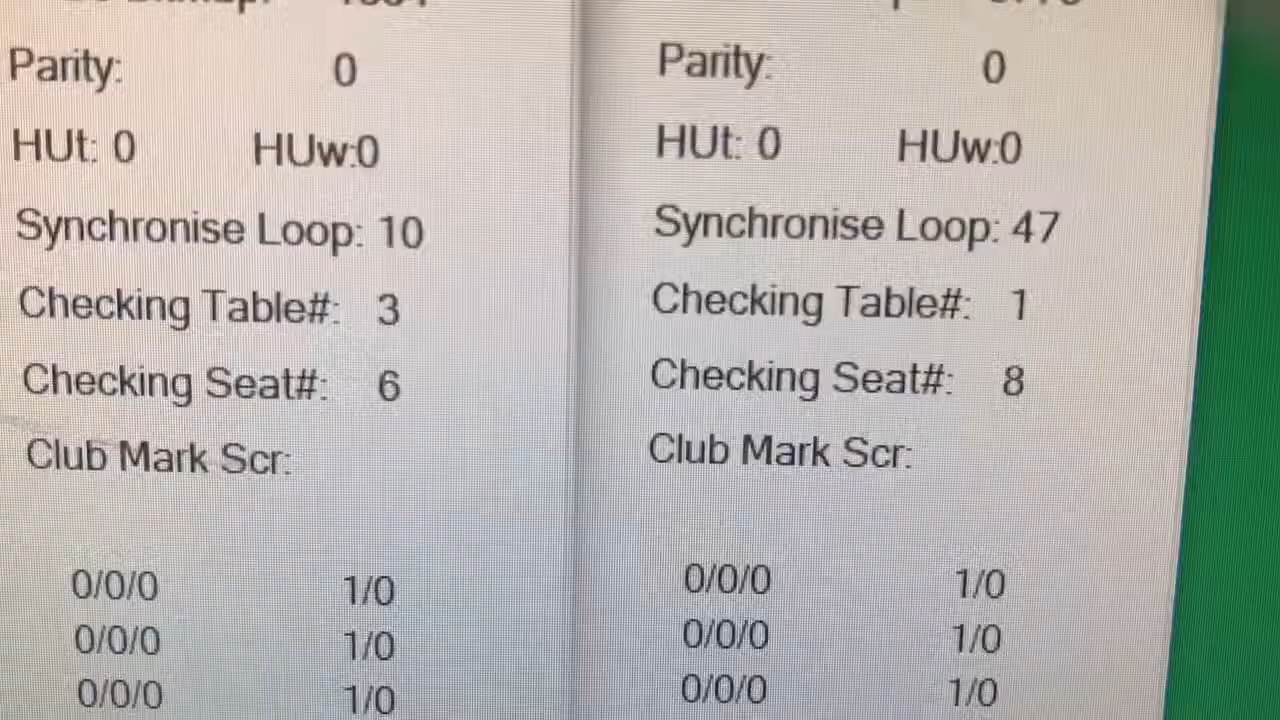 Parity: 0
HUt: 0 HUw:0
Synchronise Loop: 10
Checking Table#: 3
Checking Seat#: 6
Club Mark Scr:
0/0/0 1/0
0/0/0 1/0
0/0/0 1/0
Parity: 0
HUt: 0 HUw:0
Synchronise Loop: 47
Checking Table#: 1
Checking Seat#: 8
Club Mark Scr:
0/0/0 1/0
0/0/0 1/0
0/0/0 1/0